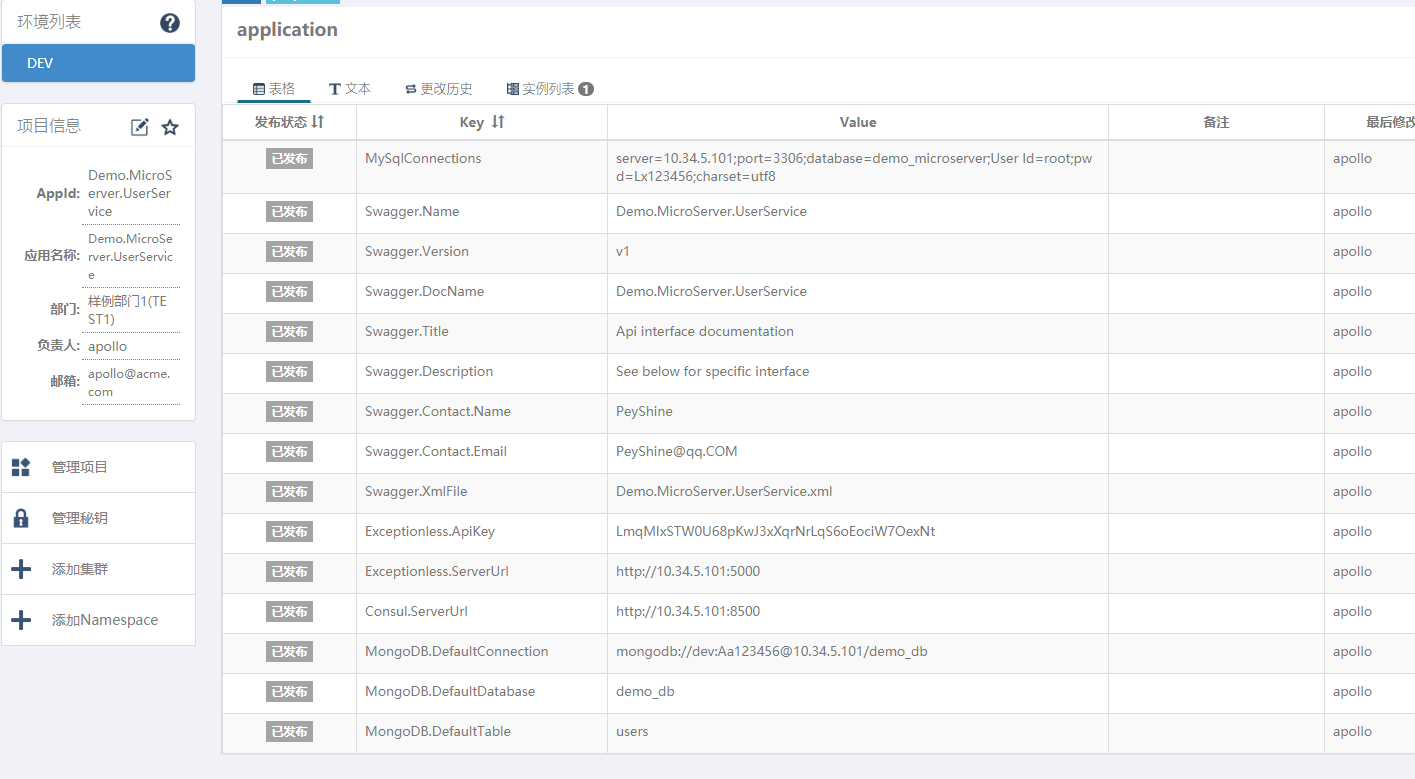 环境列表
DEV
项目信息
AppId:
Demo.MicroS
erver.UserSer
vice
应用名称:
Demo.MicroSe
rver.UserServic
e
部门:
样例部门1(TE
ST1)
负责人:
apollo
邮箱:
apollo@acme.
com
管理项目
管理秘钥
添加集群
添加Namespace
application
表格 文本 更改历史 实例列表 1
发布状态 Key Value 备注 最后修改
已发布 MySqlConnections server=10.34.5.101;port=3306;database=demo_microserver;User Id=root;pw
d=Lx123456;charset=utf8 apollo
已发布 Swagger.Name Demo.MicroServer.UserService apollo
已发布 Swagger.Version v1 apollo
已发布 Swagger.DocName Demo.MicroServer.UserService apollo
已发布 Swagger.Title Api interface documentation apollo
已发布 Swagger.Description See below for specific interface apollo
已发布 Swagger.Contact.Name PeyShine apollo
已发布 Swagger.Contact.Email PeyShine@qq.COM apollo
已发布 Swagger.XmlFile Demo.MicroServer.UserService.xml apollo
已发布 Exceptionless.ApiKey LmqMlxSTW0U68pKwJ3xXqrNrLqS6oEociW7OexNt apollo
已发布 Exceptionless.ServerUrl http://10.34.5.101:5000 apollo
已发布 Consul.ServerUrl http://10.34.5.101:8500 apollo
已发布 MongoDB.DefaultConnection mongodb://dev:Aa123456@10.34.5.101/demo_db apollo
已发布 MongoDB.DefaultDatabase demo_db apollo
已发布 MongoDB.DefaultTable users apollo